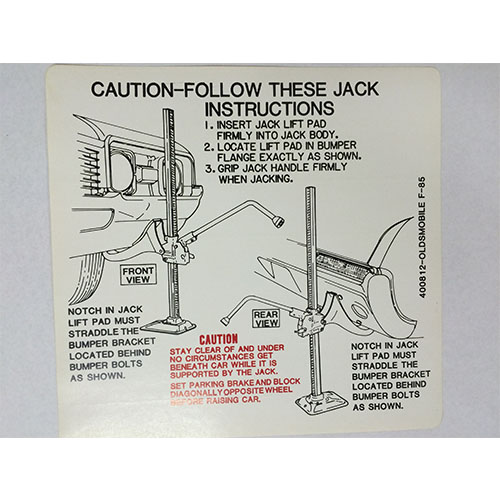 CAUTION-FOLLOW THESE JACK
INSTRUCTIONS
1. INSERT JACK LIFT PAD
FIRMLY INTO JACK BODY.
2. LOCATE LIFT PAD IN BUMPER
FLANGE EXACTLY AS SHOWN.
3. GRIP JACK HANDLE FIRMLY
WHEN JACKING.
FRONT
VIEW
NOTCH IN JACK
LIFT PAD MUST
STRADDLE THE
BUMPER BRACKET
LOCATED BEHIND
BUMPER BOLTS
AS SHOWN.
CAUTION
STAY CLEAR OF AND UNDER
NO CIRCUMSTANCES GET
BENEATH CAR WHILE IT IS
SUPPORTED BY THE JACK.
SET PARKING BRAKE AND BLOCK
DIAGONALLY OPPOSITE WHEEL
BEFORE RAISING CAR.
REAR
VIEW
NOTCH IN JACK
LIFT PAD MUST
STRADDLE THE
BUMPER BRACKET
LOCATED BEHIND
BUMPER BOLTS
AS SHOWN.
400812-OLDSMOBILE F-85